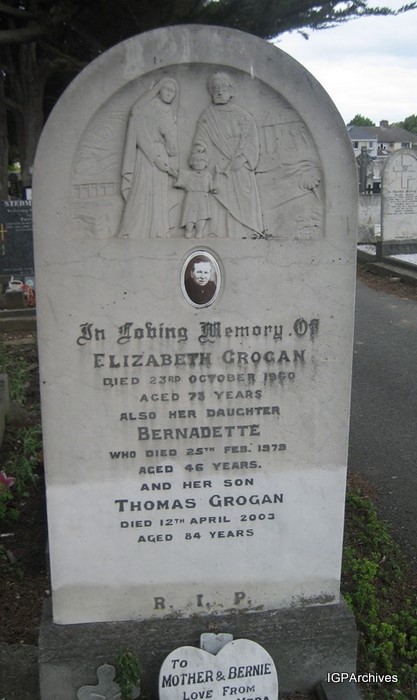 In Loving Memory Of
ELIZABETH GROGAN
DIED 23RD OCTOBER 1960
AGED 78 YEARS
ALSO HER DAUGHTER
BERNADETTE
WHO DIED 25TH FEB. 1979
AGED 46 YEARS.
AND HER SON
THOMAS GROGAN
DIED 12TH APRIL 2003
AGED 84 YEARS
R. I. P.
TO
MOTHER & BERNIE
LOVE FROM
IGPArchives